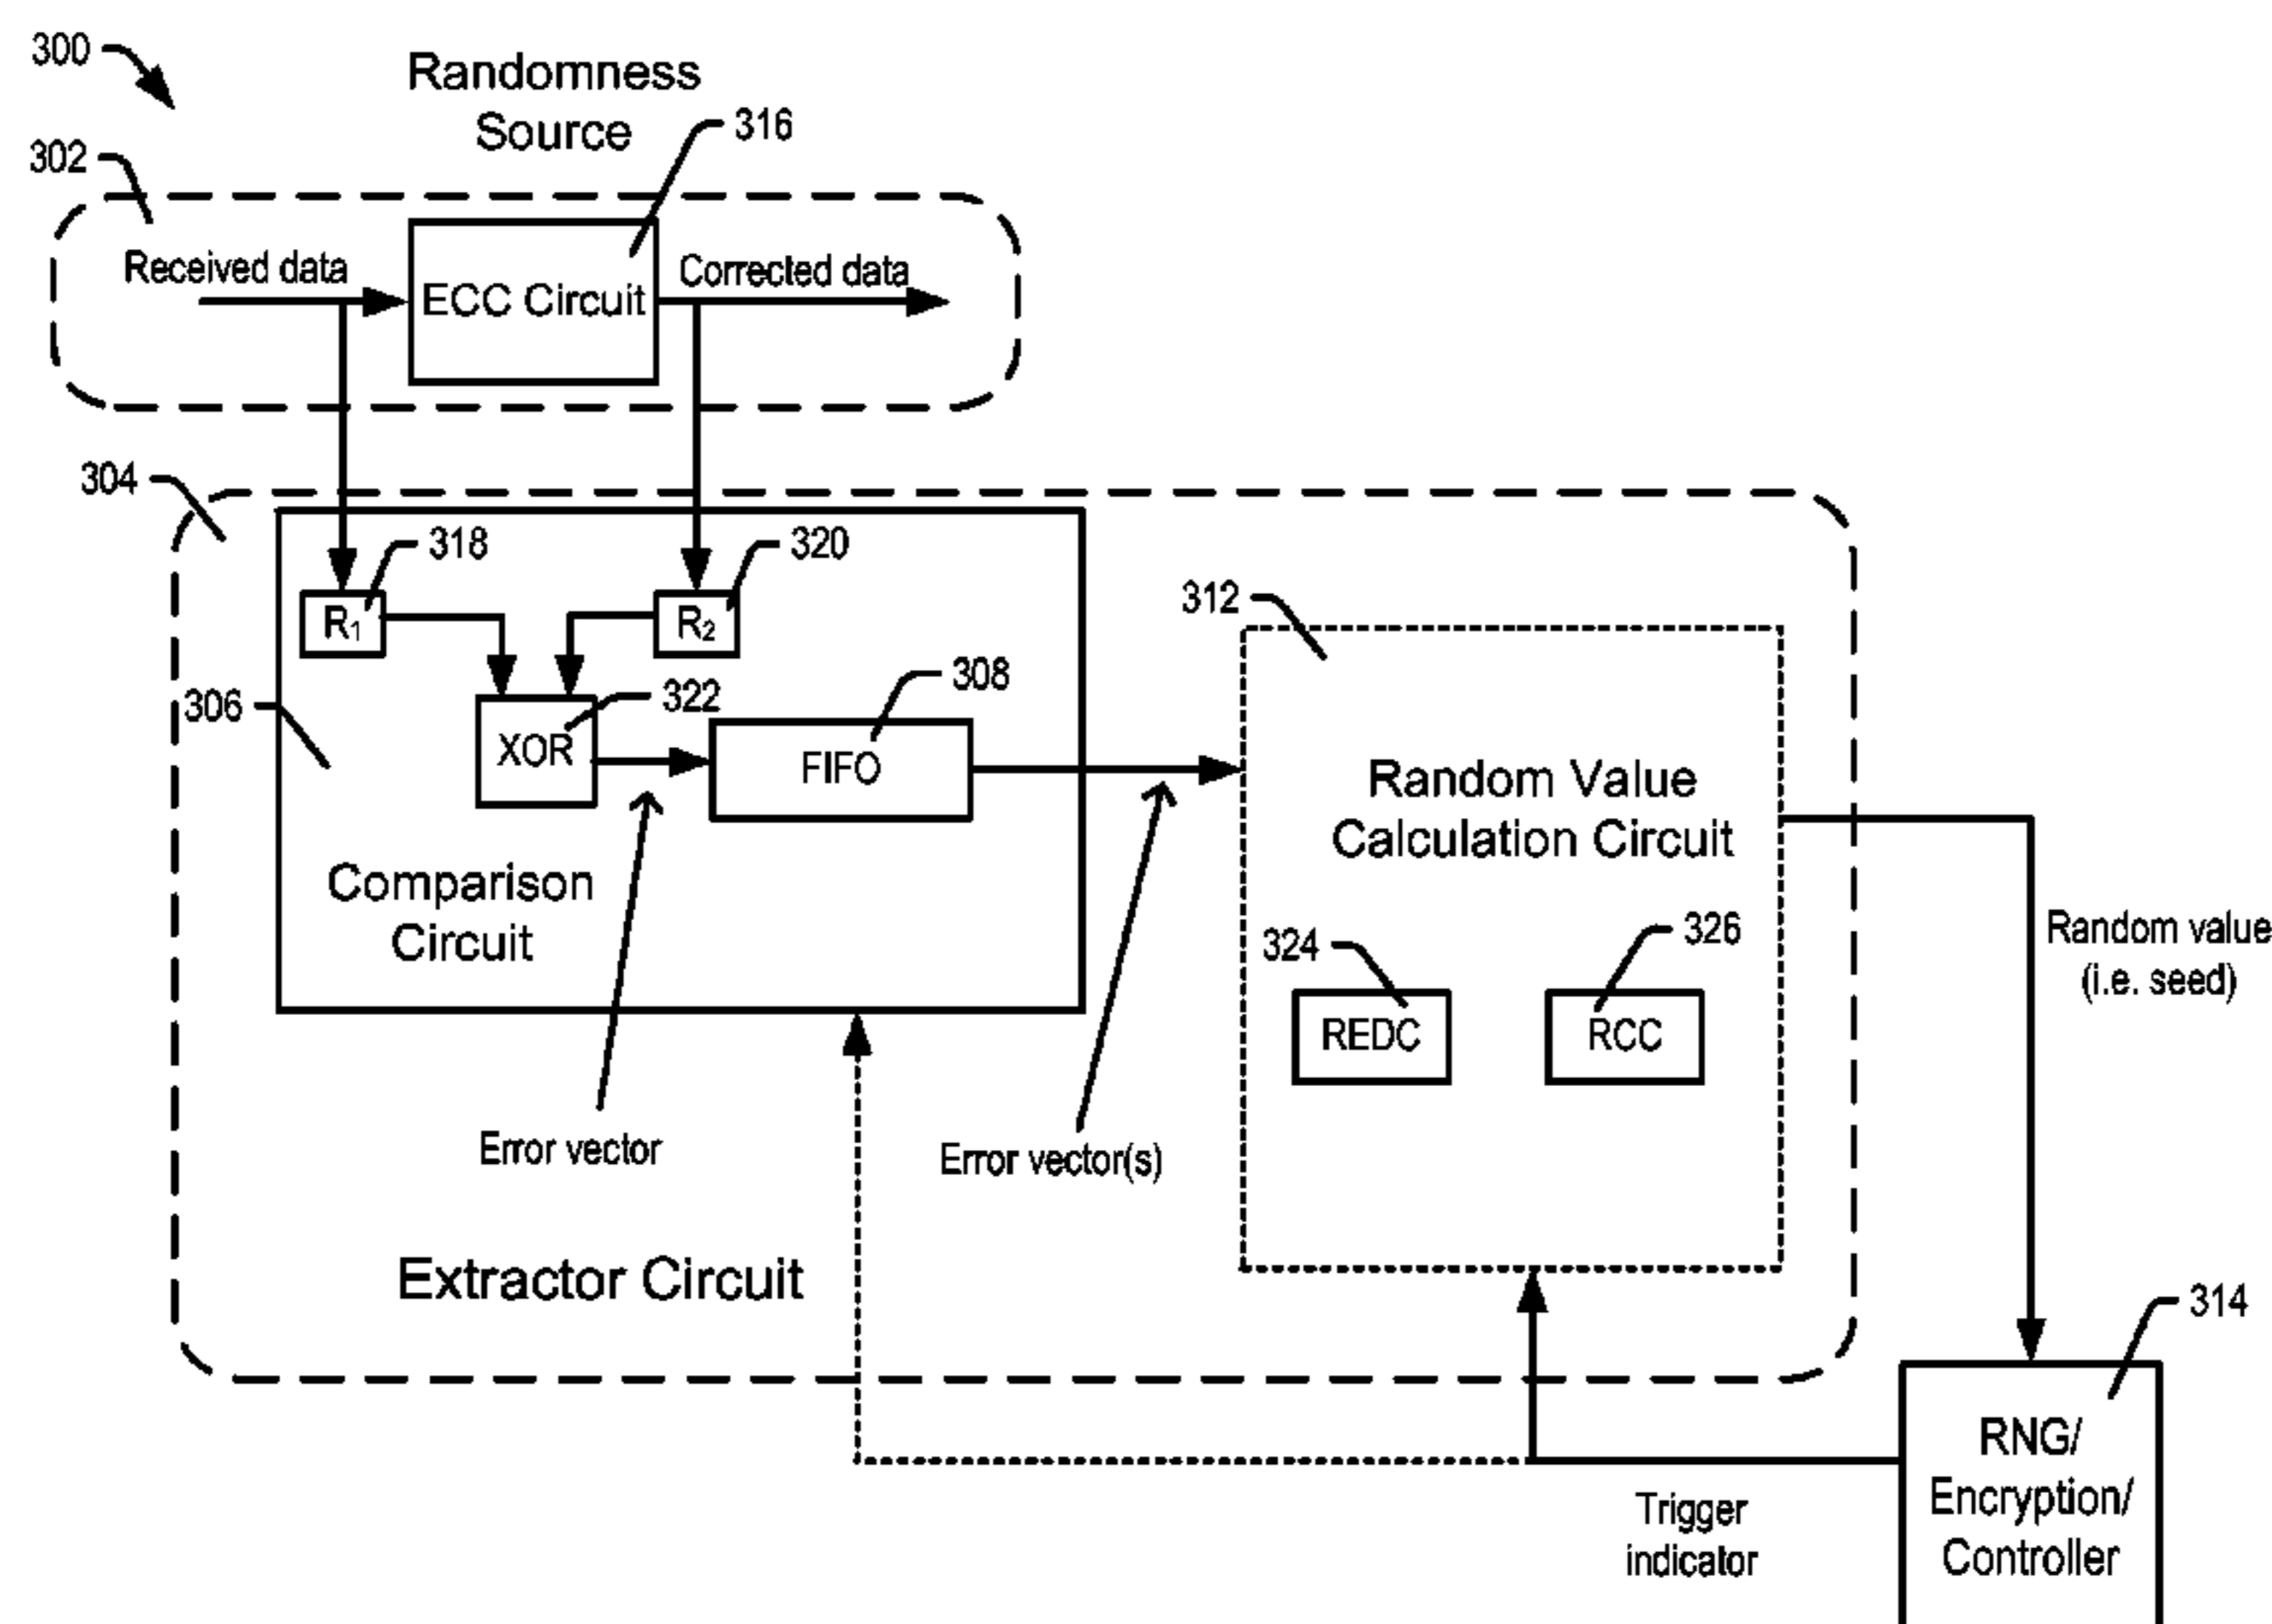 300
Randomness
Source
316
302
Received data
ECC Circuit
Corrected data
304
318
320
R1
R2
312
306
322
308
XOR
FIFO
Random Value
Calculation Circuit
Comparison
Circuit
324
326
REDC
RCC
Random value
(i.e. seed)
Error vector
Error vector(s)
Extractor Circuit
314
RNG/
Encryption/
Controller
Trigger
indicator